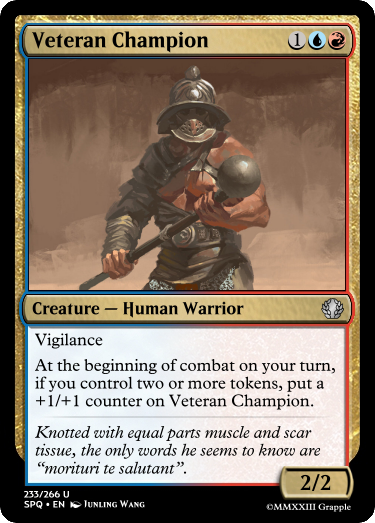 Veteran Champion 1
Creature — Human Warrior
Vigilance
At the beginning of combat on your turn,
if you control two or more tokens, put a
+1/+1 counter on Veteran Champion.
Knotted with equal parts muscle and scar
tissue, the only words he seems to know are
“morituri te salutant”.
2/2
233/266 U
SPQ • EN Junling Wang
©MMXXIII Grapple